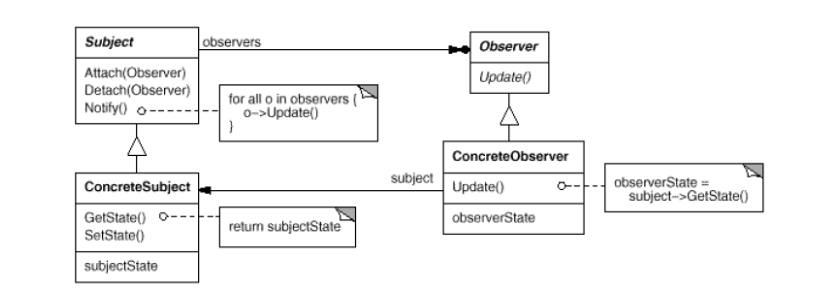 Subject
observers
Observer
Attach(Observer)
Detach(Observer)
Notify()
Update()
for all o in observers {
o->Update()
}
ConcreteSubject
subject
ConcreteObserver
GetState()
SetState()
subjectState
return subjectState
Update()
observerState
observerState =
subject->GetState()